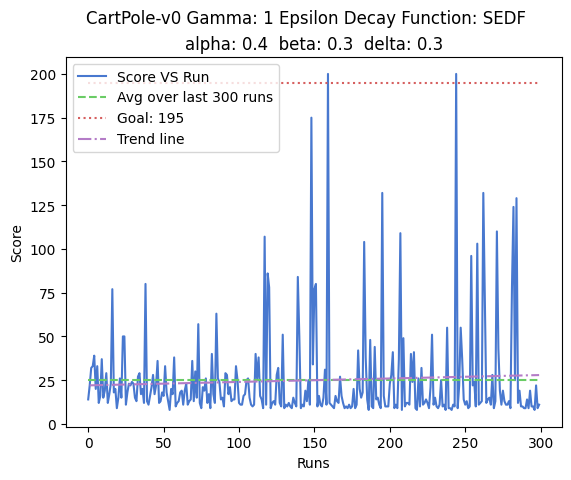 CartPole-v0 Gamma: 1 Epsilon Decay Function: SEDF
alpha: 0.4  beta: 0.3  delta: 0.3
200
175
150
125
100
75
50
25
0
Score
Score VS Run
Avg over last 300 runs
Goal: 195
Trend line
0
50
100
150
200
250
300
Runs